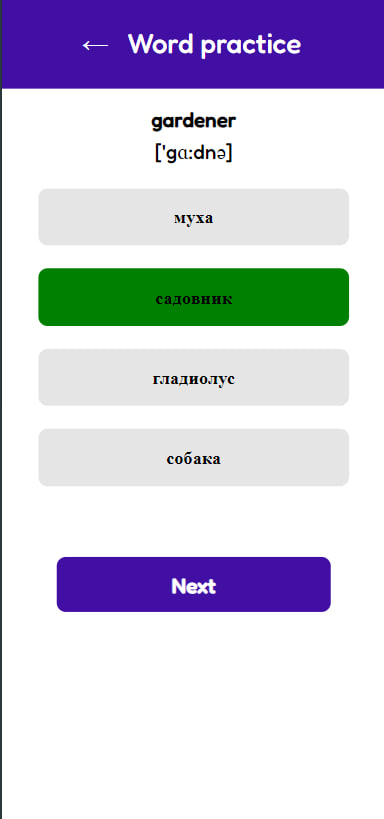 ← Word practice
gardener
['gɑ:dnə]
муха
садовник
гладиолус
собака
Next